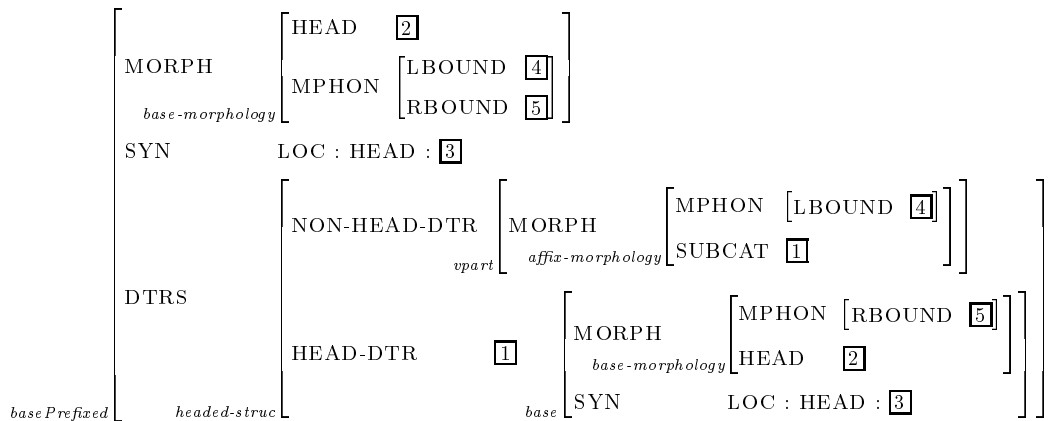 HEAD 2
MORPH
MPHON LBOUND 4
base-morphology RBOUND 5
SYN LOC : HEAD : 3
MPHON [LBOUND 4]
NON-HEAD-DTR MORPH
vpart affix-morphology SUBCAT 1
DTRS
MPHON [RBOUND 5]
MORPH
HEAD-DTR 1 base-morphology HEAD 2
basePrefixed headed-struc base SYN LOC : HEAD : 3